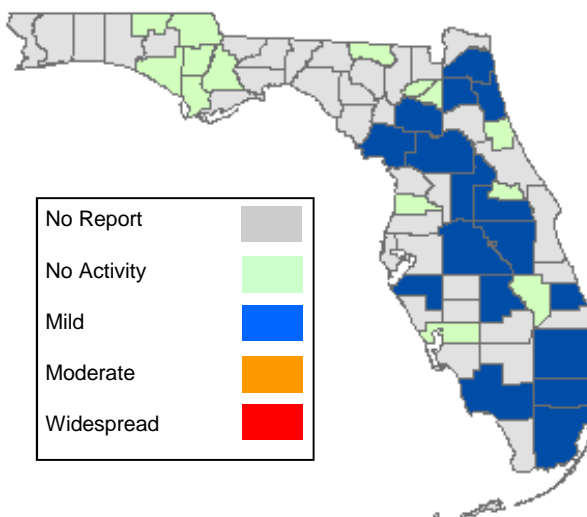 No Report
No Activity
Mild
Moderate
Widespread